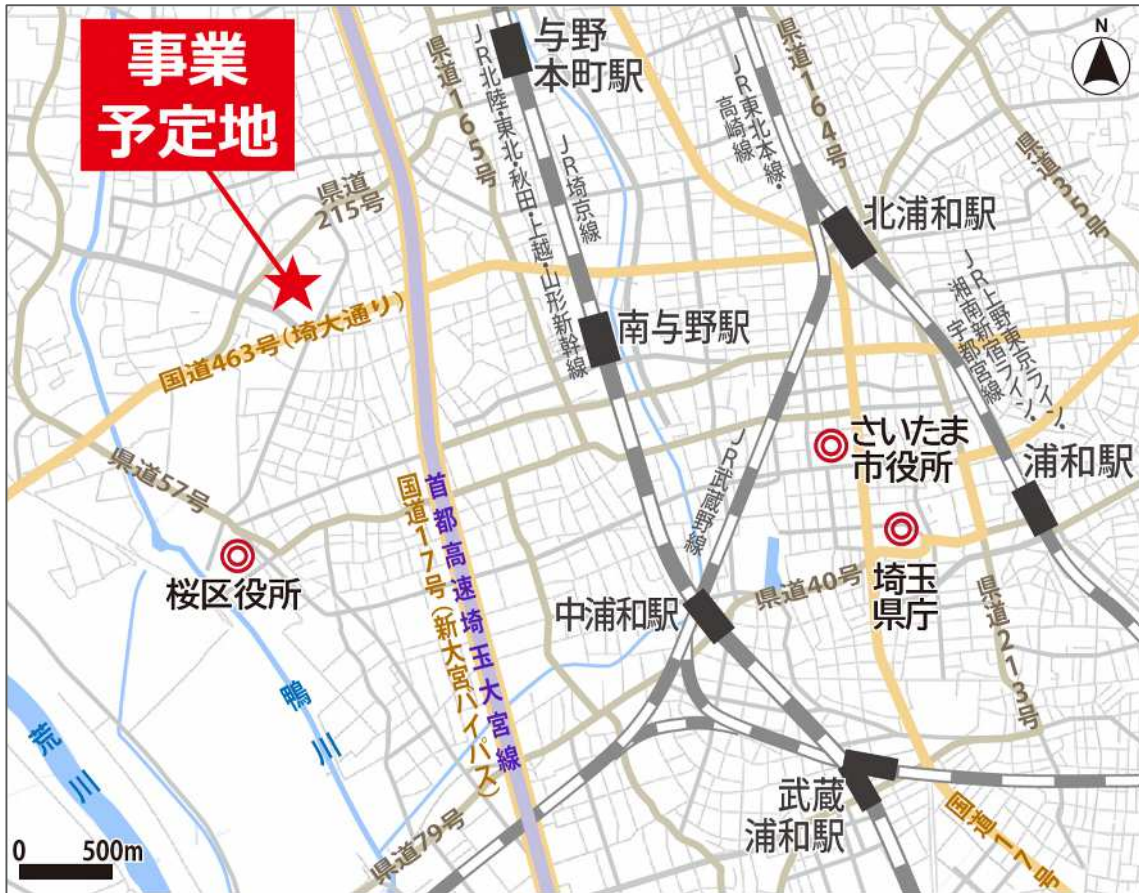 事業
予定地
与野
本町駅
N
県道165号
JR北陸・東北・秋田・上越・山形新幹線
JR埼京線
JR東北本線・
高崎線
県道164号
県道35号
県道
215号
北浦和駅
国道463号(埼大通り)
南与野駅
JR上野東京ライン・
湘南新宿ライン・
宇都宮線
さいたま
市役所
浦和駅
県道57号
JR武蔵野線
首都高速埼玉大宮線
国道17号(新大宮バイパス)
桜区役所
中浦和駅
県道40号
埼玉
県庁
県道213号
鴨川
荒川
武蔵
浦和駅
国道17号
県道79号
0 500m